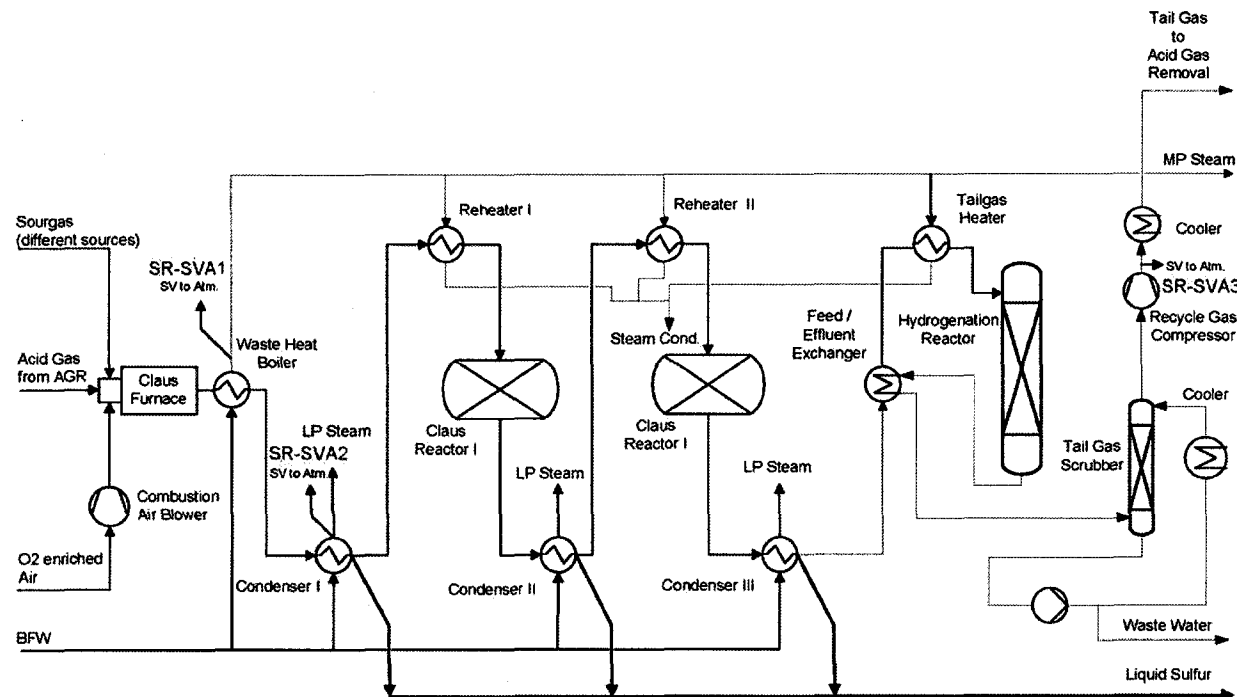 Tail Gas
to
Acid Gas
Removal
MP Steam
Reheater I
Reheater II
Tailgas
Heater
Sourgas
(different sources)
Cooler
SR-SVA1
SV to Atm.
SV to Atm.
SR-SVA3
Waste Heat
Boiler
Feed /
Effluent
Exchanger
Hydrogenation
Reactor
Recycle Gas
Compressor
Steam Cond.
Acid Gas
from AGR
Claus
Furnace
Cooler
LP Steam
SR-SVA2
SV to Atm.
Claus
Reactor I
Claus
Reactor I
Tail Gas
Scrubber
LP Steam
LP Steam
Combustion
Air Blower
O2 enriched
Air
Condenser I
Condenser II
Condenser III
BFW
Waste Water
Liquid Sulfur